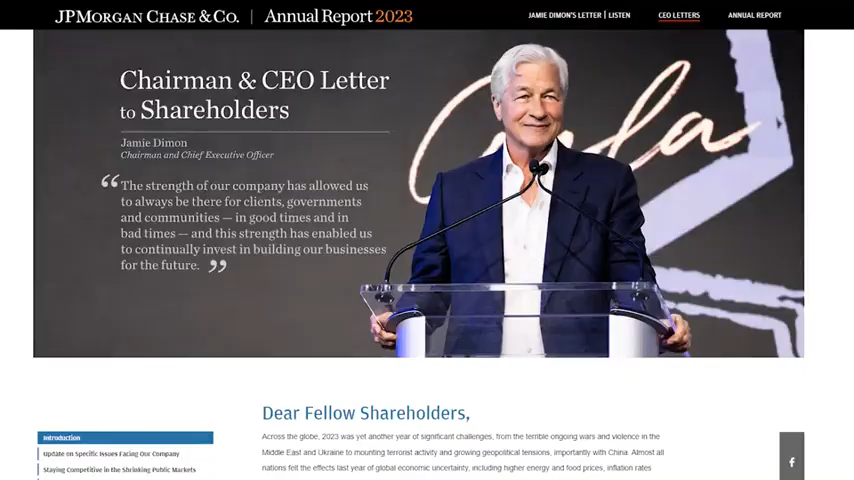 JPMORGAN CHASE & CO. | Annual Report 2023
JAMIE DIMON'S LETTER | LISTEN
CEO LETTERS
ANNUAL REPORT
Chairman & CEO Letter
to Shareholders
Jamie Dimon
Chairman and Chief Executive Officer
“The strength of our company has allowed us
to always be there for clients, governments
and communities — in good times and in
bad times — and this strength has enabled us
to continually invest in building our businesses
for the future.”
Dear Fellow Shareholders,
Introduction
Update on Specific Issues Facing Our Company
Staying Competitive in the Shrinking Public Markets
Across the globe, 2023 was yet another year of significant challenges, from the terrible ongoing wars and violence in the
Middle East and Ukraine to mounting terrorist activity and growing geopolitical tensions, importantly with China. Almost all
nations felt the effects last year of global economic uncertainty, including higher energy and food prices, inflation rates
f